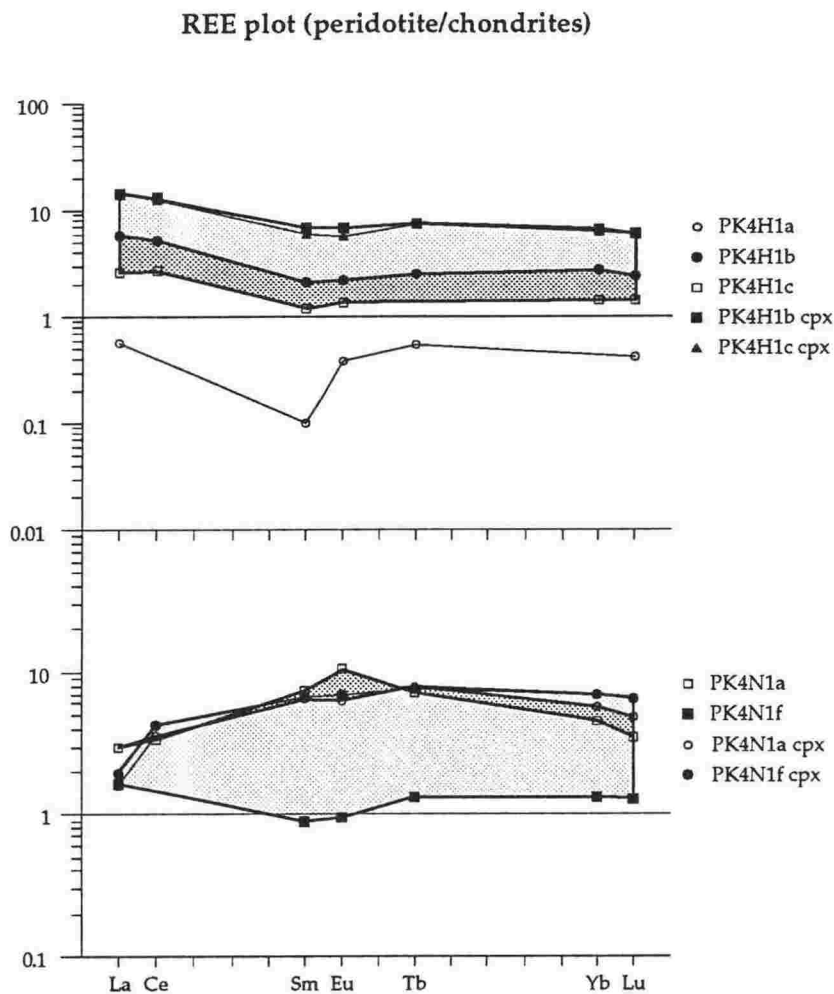 REE plot (peridotite/chondrites)
100
10
1
0.1
0.01
PK4H1a
PK4H1b
PK4H1c
PK4H1b cpx
PK4H1c cpx
10
1
0.1
PK4N1a
PK4N1f
PK4N1a cpx
PK4N1f cpx
La Ce Sm Eu Tb Yb Lu